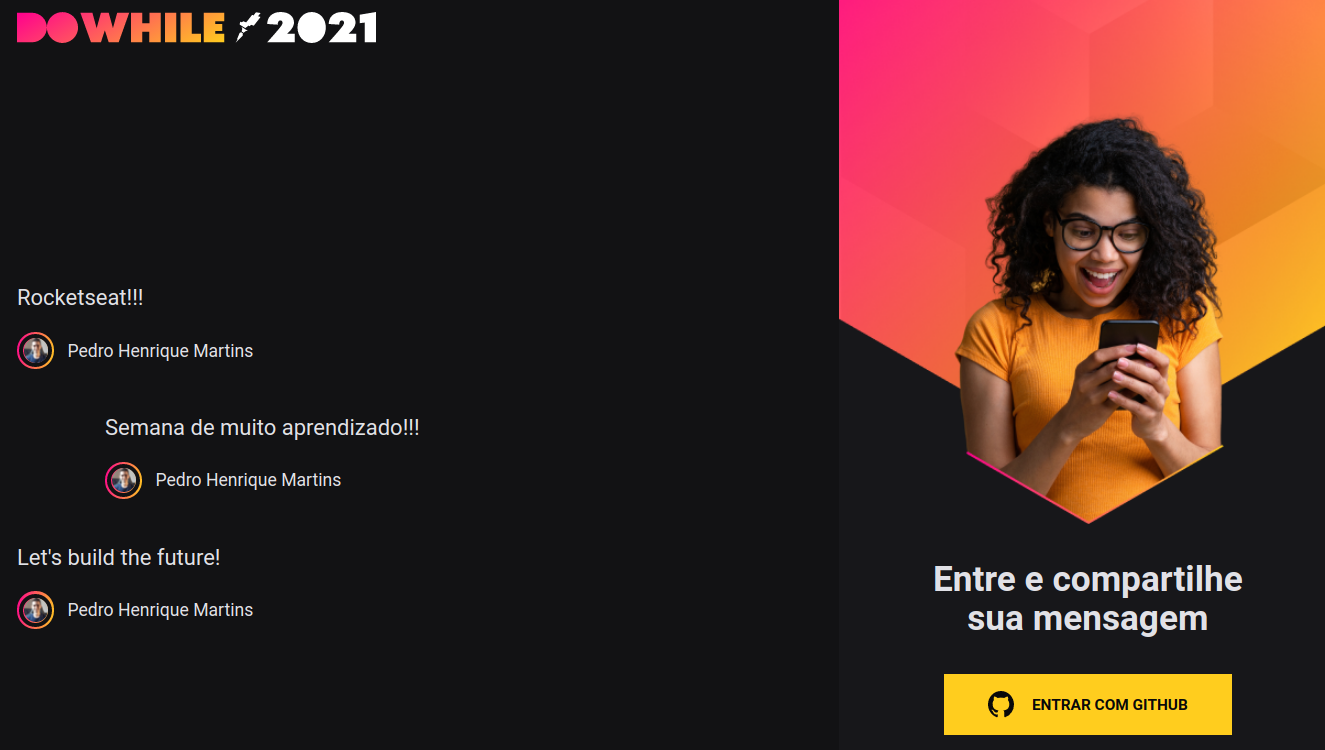 DOWHILE 2021
Rocketseat!!!
Pedro Henrique Martins
Semana de muito aprendizado!!!
Pedro Henrique Martins
Let's build the future!
Pedro Henrique Martins
Entre e compartilhe
sua mensagem
ENTRAR COM GITHUB